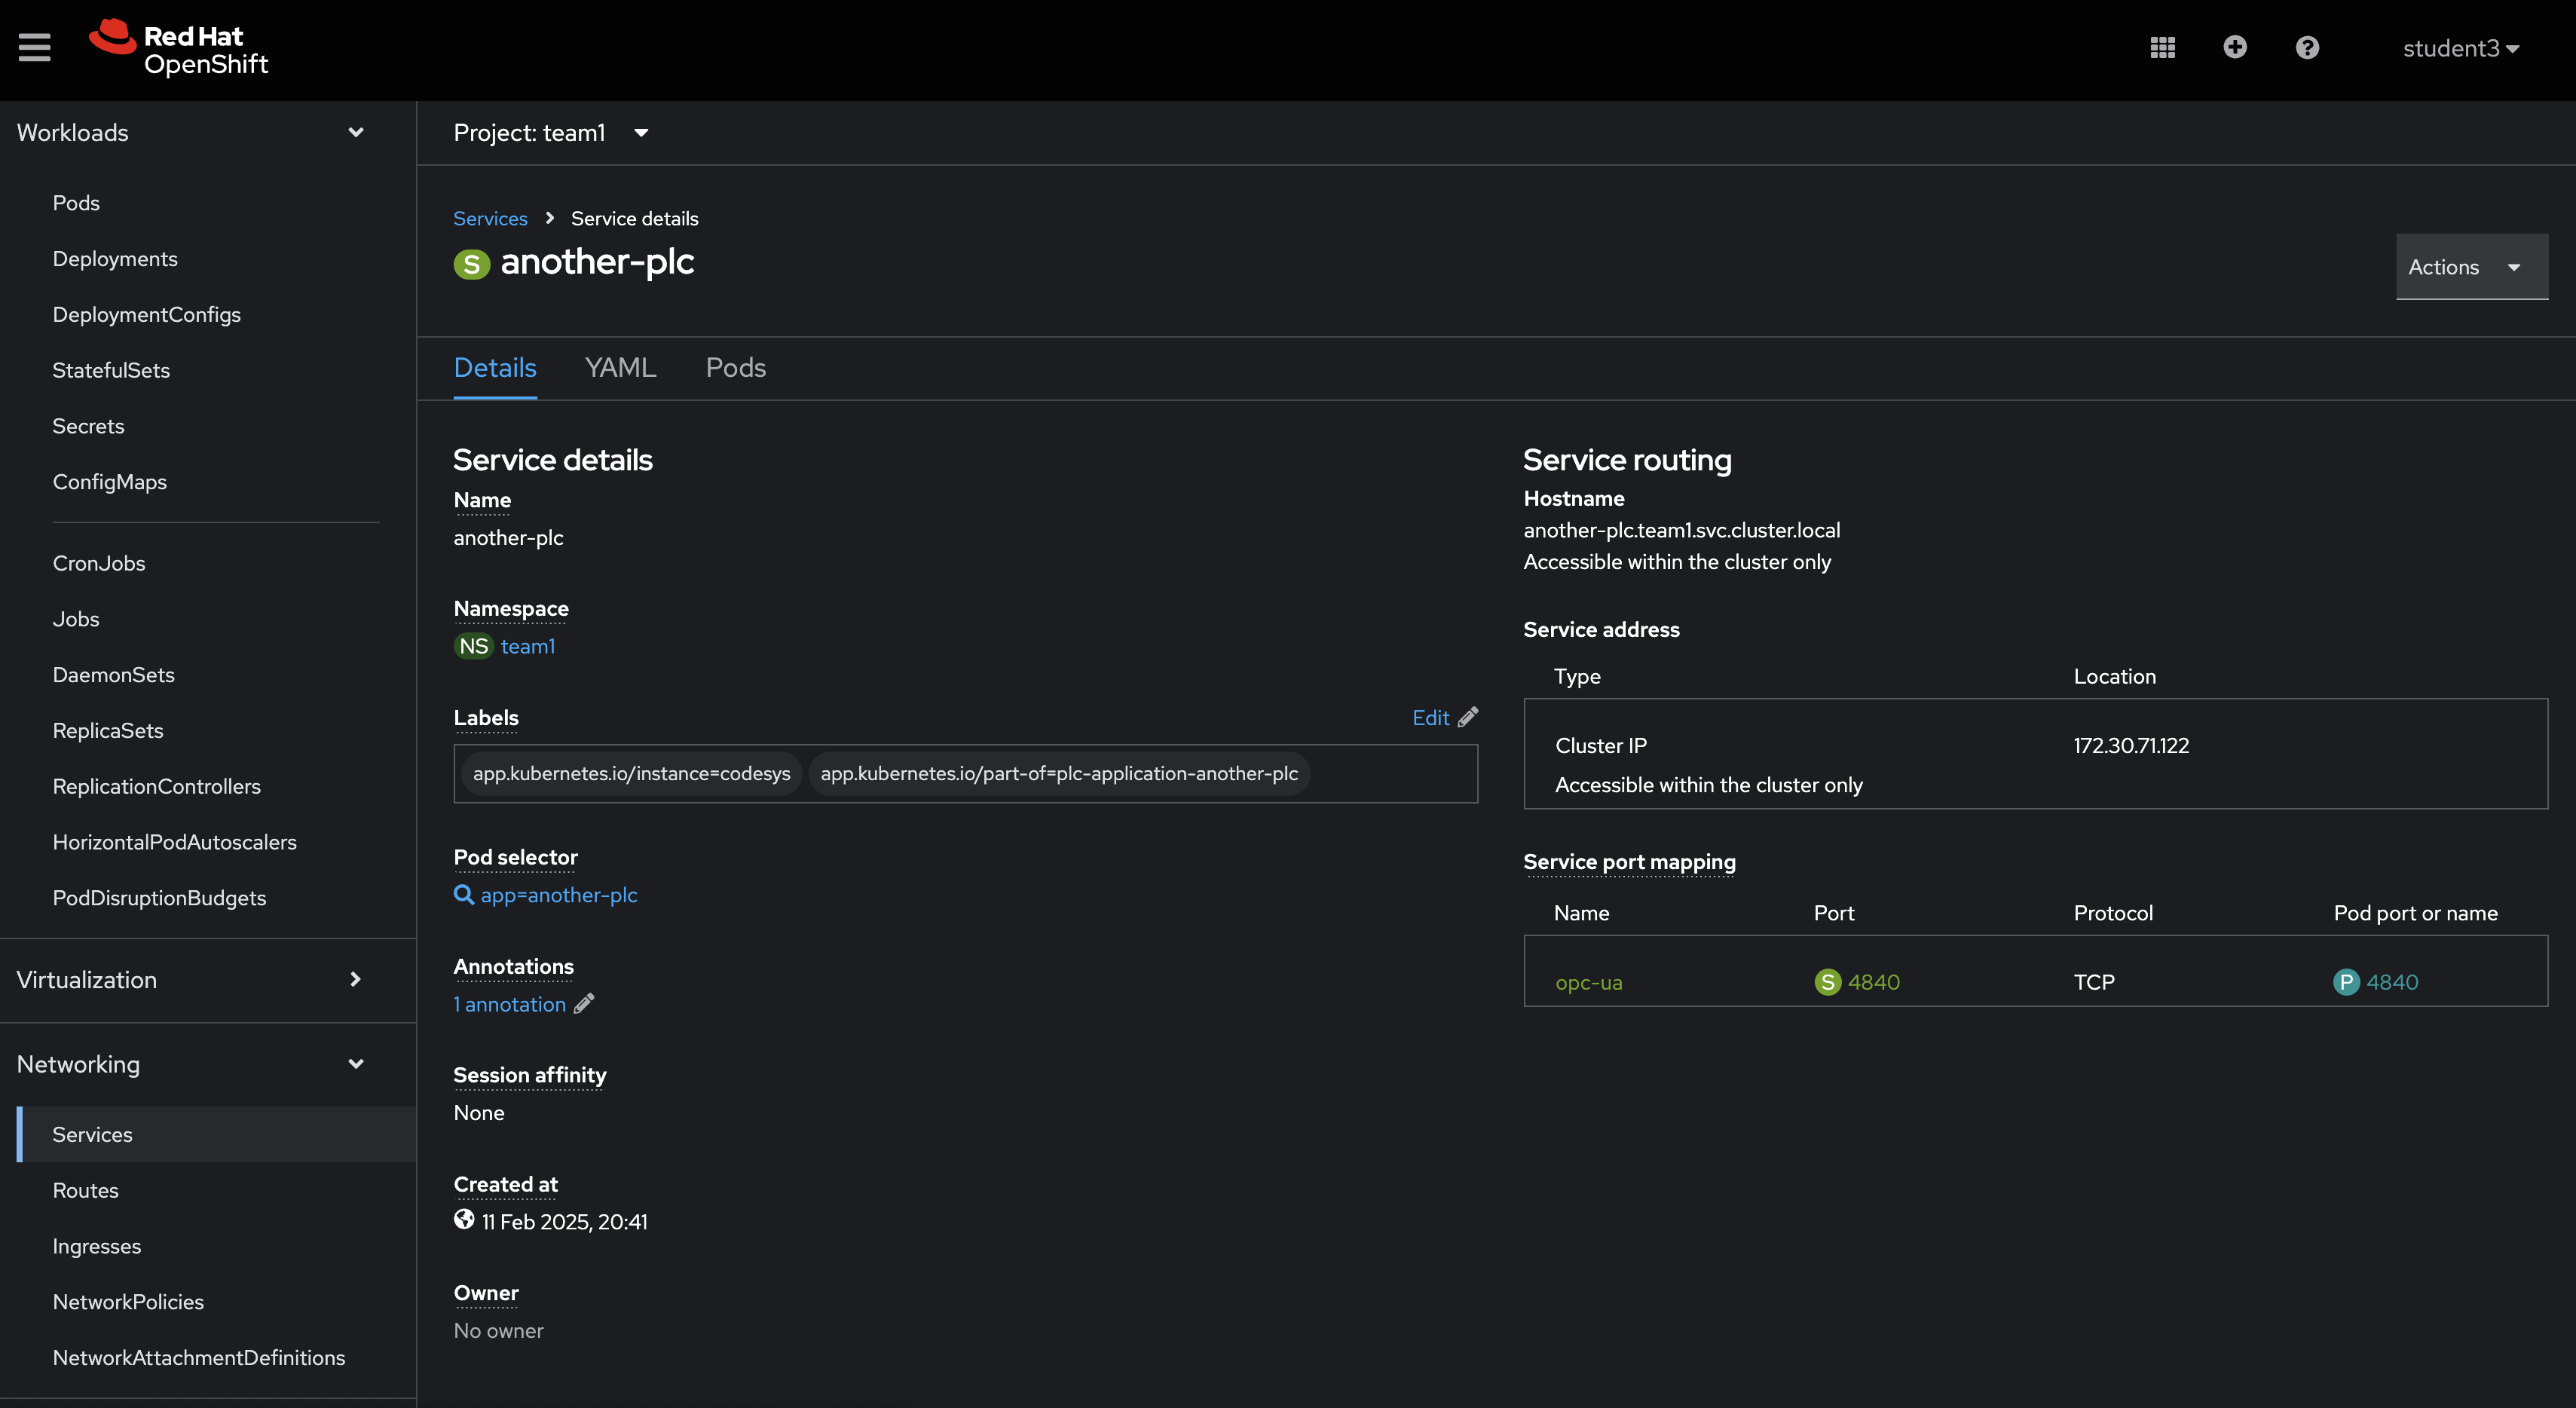 Red Hat
OpenShift
student3
Workloads
Pods
Deployments
DeploymentConfigs
StatefulSets
Secrets
ConfigMaps
CronJobs
Jobs
DaemonSets
ReplicaSets
ReplicationControllers
HorizontalPodAutoscalers
PodDisruptionBudgets
Virtualization
Networking
Services
Routes
Ingresses
NetworkPolicies
NetworkAttachmentDefinitions
Project: team1
Services > Service details
S another-plc
Actions
Details YAML Pods
Service details
Name
another-plc
Namespace
NS team1
Labels Edit
app.kubernetes.io/instance=codesys app.kubernetes.io/part-of=plc-application-another-plc
Pod selector
app=another-plc
Annotations
1 annotation
Session affinity
None
Created at
11 Feb 2025, 20:41
Owner
No owner
Service routing
Hostname
another-plc.team1.svc.cluster.local
Accessible within the cluster only
Service address
Type Location
Cluster IP 172.30.71.122
Accessible within the cluster only
Service port mapping
Name Port Protocol Pod port or name
opc-ua S 4840 TCP P 4840